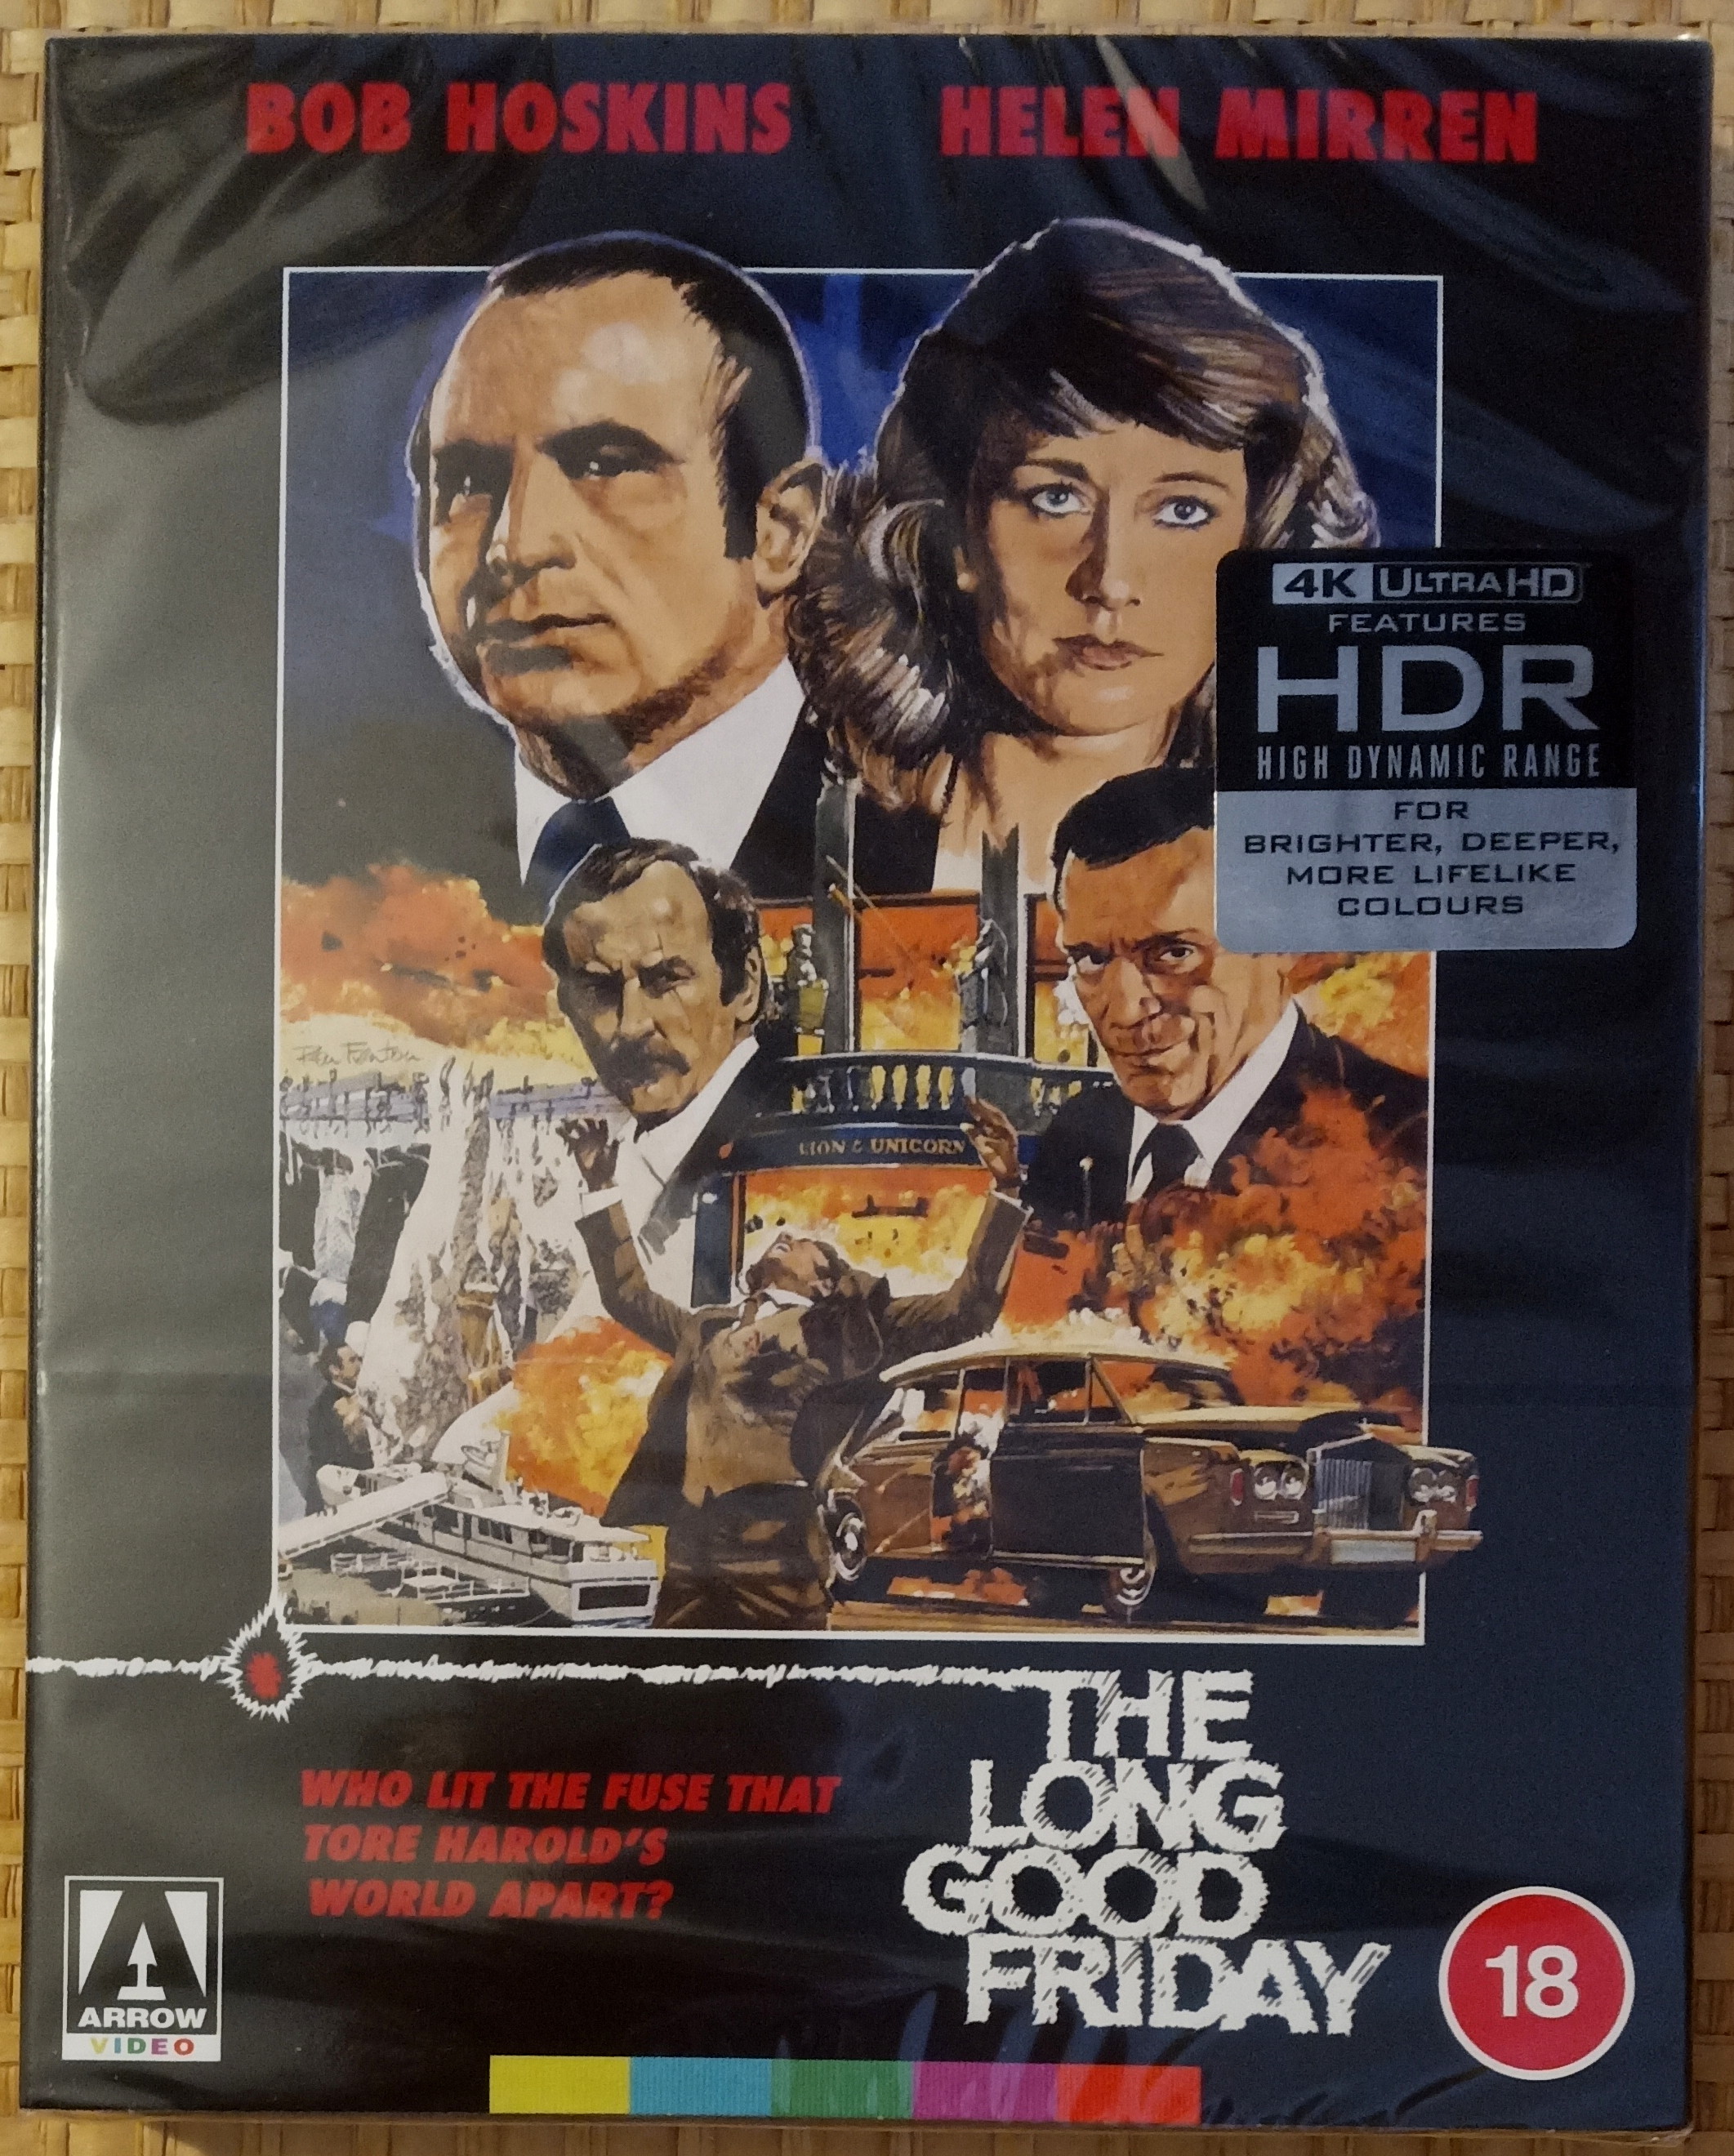 BOB HOSKINS HELEN MIRREN
4K ULTRA HD
FEATURES
HDR
HIGH DYNAMIC RANGE
FOR
BRIGHTER, DEEPER,
MORE LIFELIKE
COLOURS
LION & UNICORN
THE
LONG
GOOD
FRIDAY
WHO LIT THE FUSE THAT
TORE HAROLD'S
WORLD APART?
ARROW
VIDEO
18